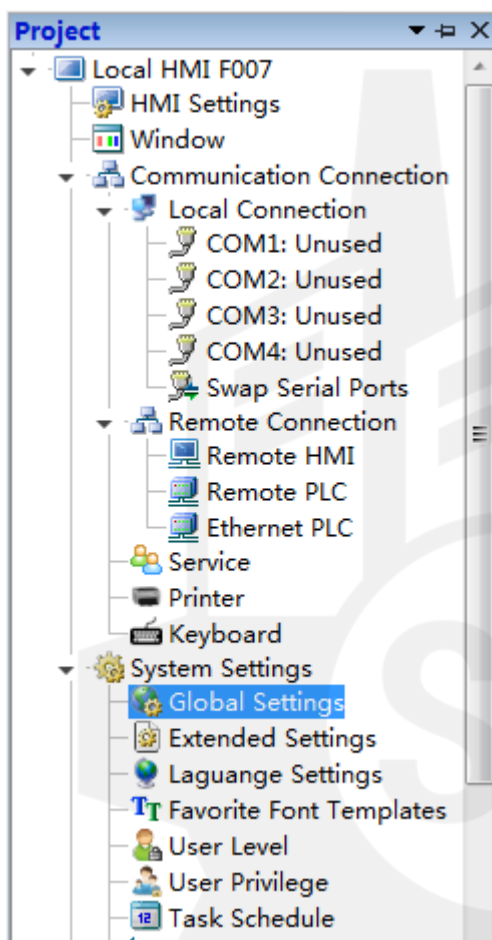 Project
Local HMI F007
HMI Settings
Window
Communication Connection
Local Connection
COM1: Unused
COM2: Unused
COM3: Unused
COM4: Unused
Swap Serial Ports
Remote Connection
Remote HMI
Remote PLC
Ethernet PLC
Service
Printer
Keyboard
System Settings
Global Settings
Extended Settings
Laguange Settings
TT Favorite Font Templates
User Level
User Privilege
12 Task Schedule